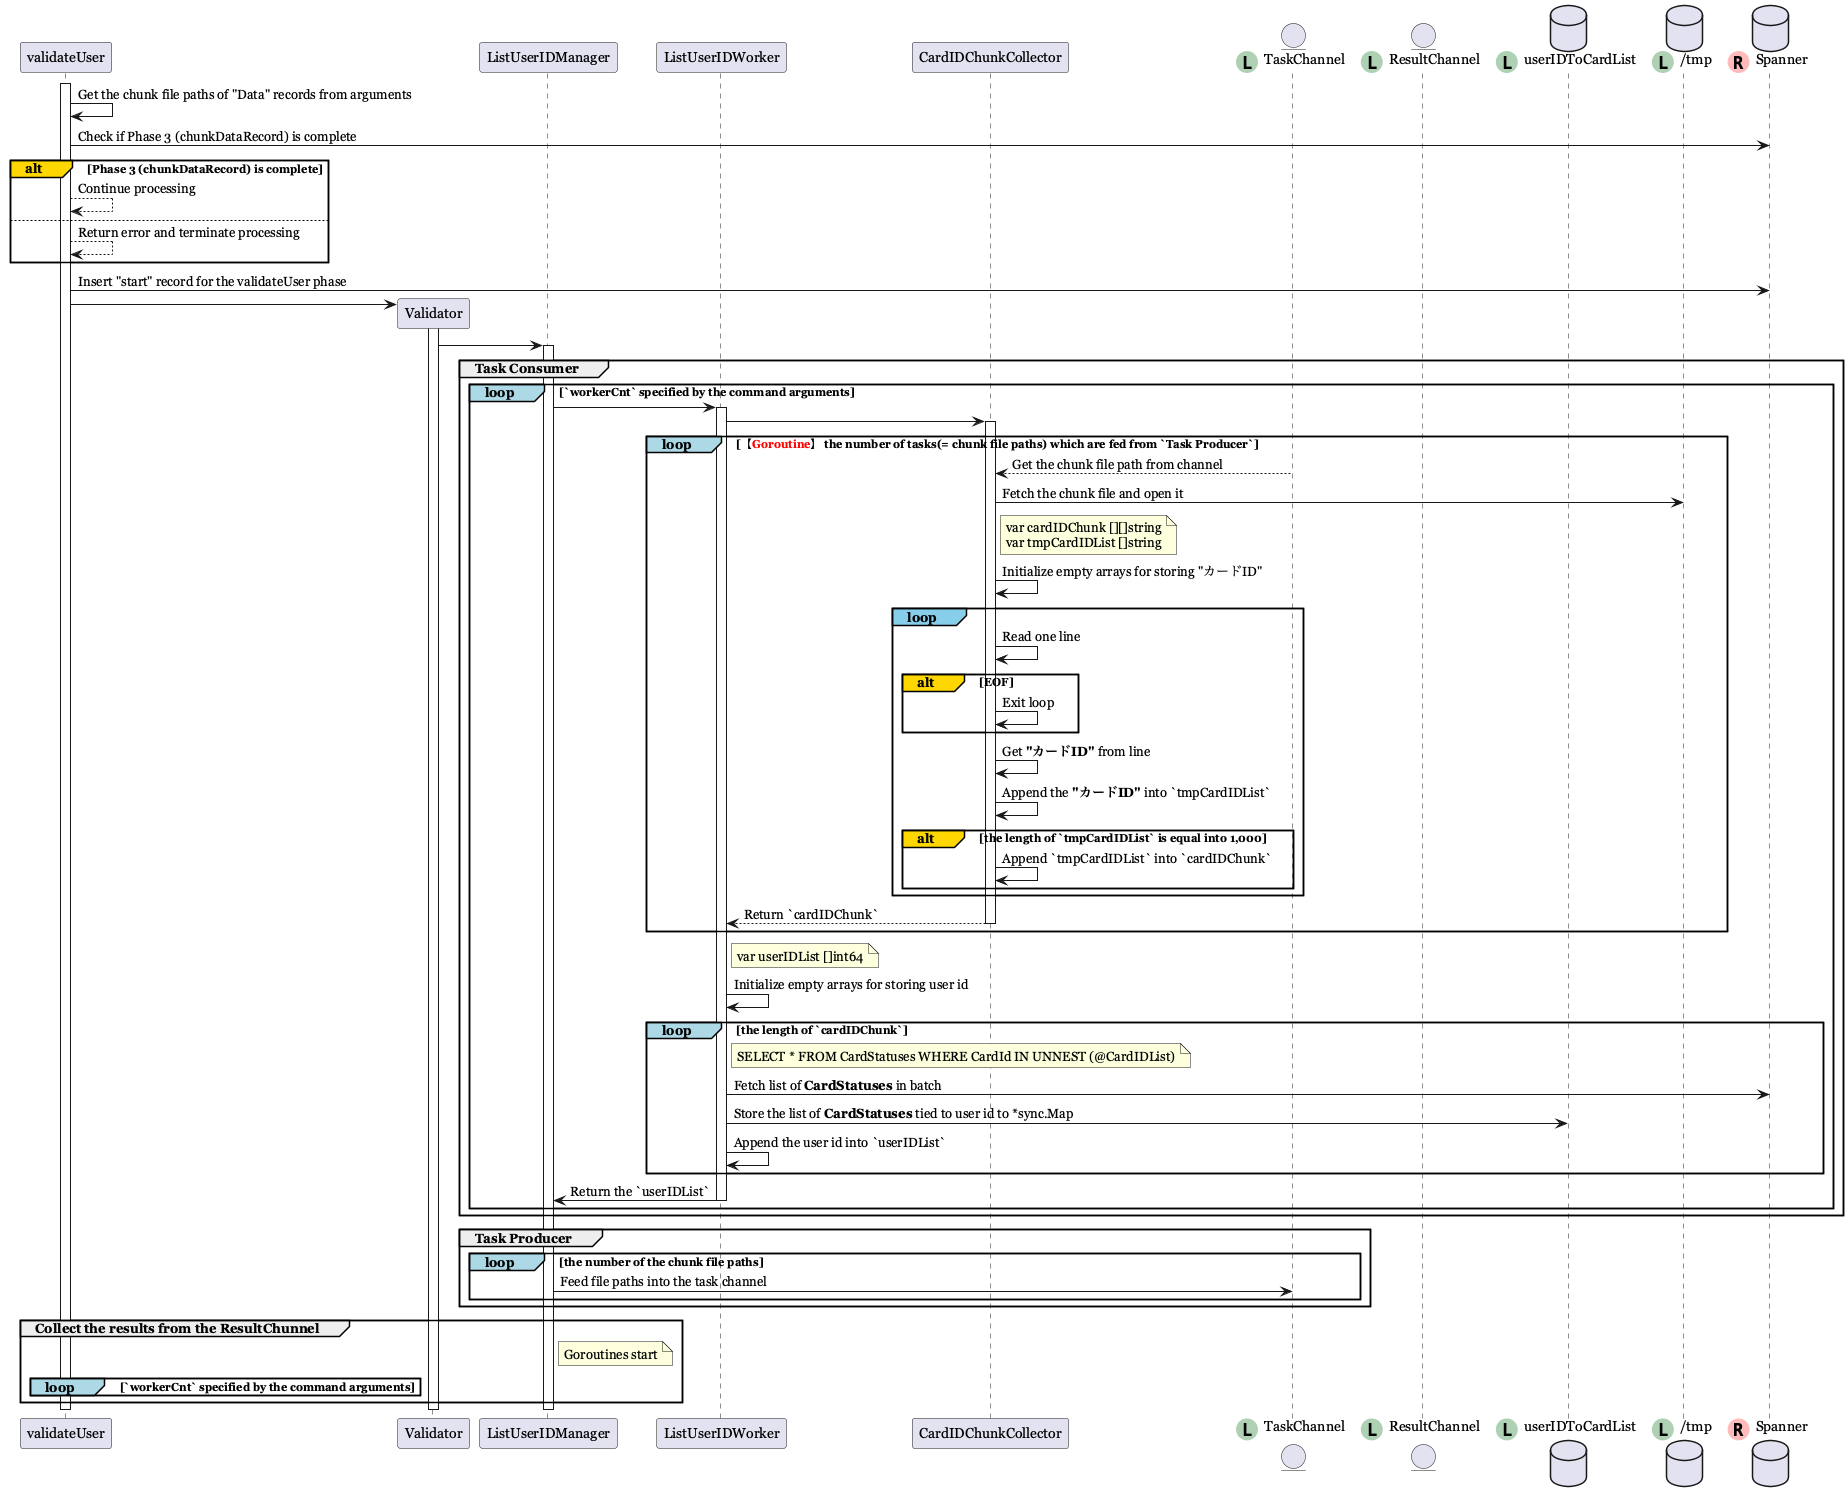 validateUser
ListUserIDManager
ListUserIDWorker
CardIDChunkCollector
L TaskChannel
L ResultChannel
L userIDToCardList
L /tmp
R Spanner
Get the chunk file paths of "Data" records from arguments
Check if Phase 3 (chunkDataRecord) is complete
alt [Phase 3 (chunkDataRecord) is complete]
Continue processing
Return error and terminate processing
Insert "start" record for the validateUser phase
Validator
Task Consumer
loop [`workerCnt` specified by the command arguments]
loop [【Goroutine】 the number of tasks(= chunk file paths) which are fed from `Task Producer`]
Get the chunk file path from channel
Fetch the chunk file and open it
var cardIDChunk [][]string
var tmpCardIDList []string
Initialize empty arrays for storing "カードID"
loop
Read one line
alt [EOF]
Exit loop
Get "カードID" from line
Append the "カードID" into `tmpCardIDList`
alt [the length of `tmpCardIDList` is equal into 1,000]
Append `tmpCardIDList` into `cardIDChunk`
Return `cardIDChunk`
var userIDList []int64
Initialize empty arrays for storing user id
loop [the length of `cardIDChunk`]
SELECT * FROM CardStatuses WHERE CardId IN UNNEST (@CardIDList)
Fetch list of CardStatuses in batch
Store the list of CardStatuses tied to user id to *sync.Map
Append the user id into `userIDList`
Return the `userIDList`
Task Producer
loop [the number of the chunk file paths]
Feed file paths into the task channel
Collect the results from the ResultChunnel
Goroutines start
loop [`workerCnt` specified by the command arguments]
validateUser
Validator
ListUserIDManager
ListUserIDWorker
CardIDChunkCollector
L TaskChannel
L ResultChannel
L userIDToCardList
L /tmp
R Spanner